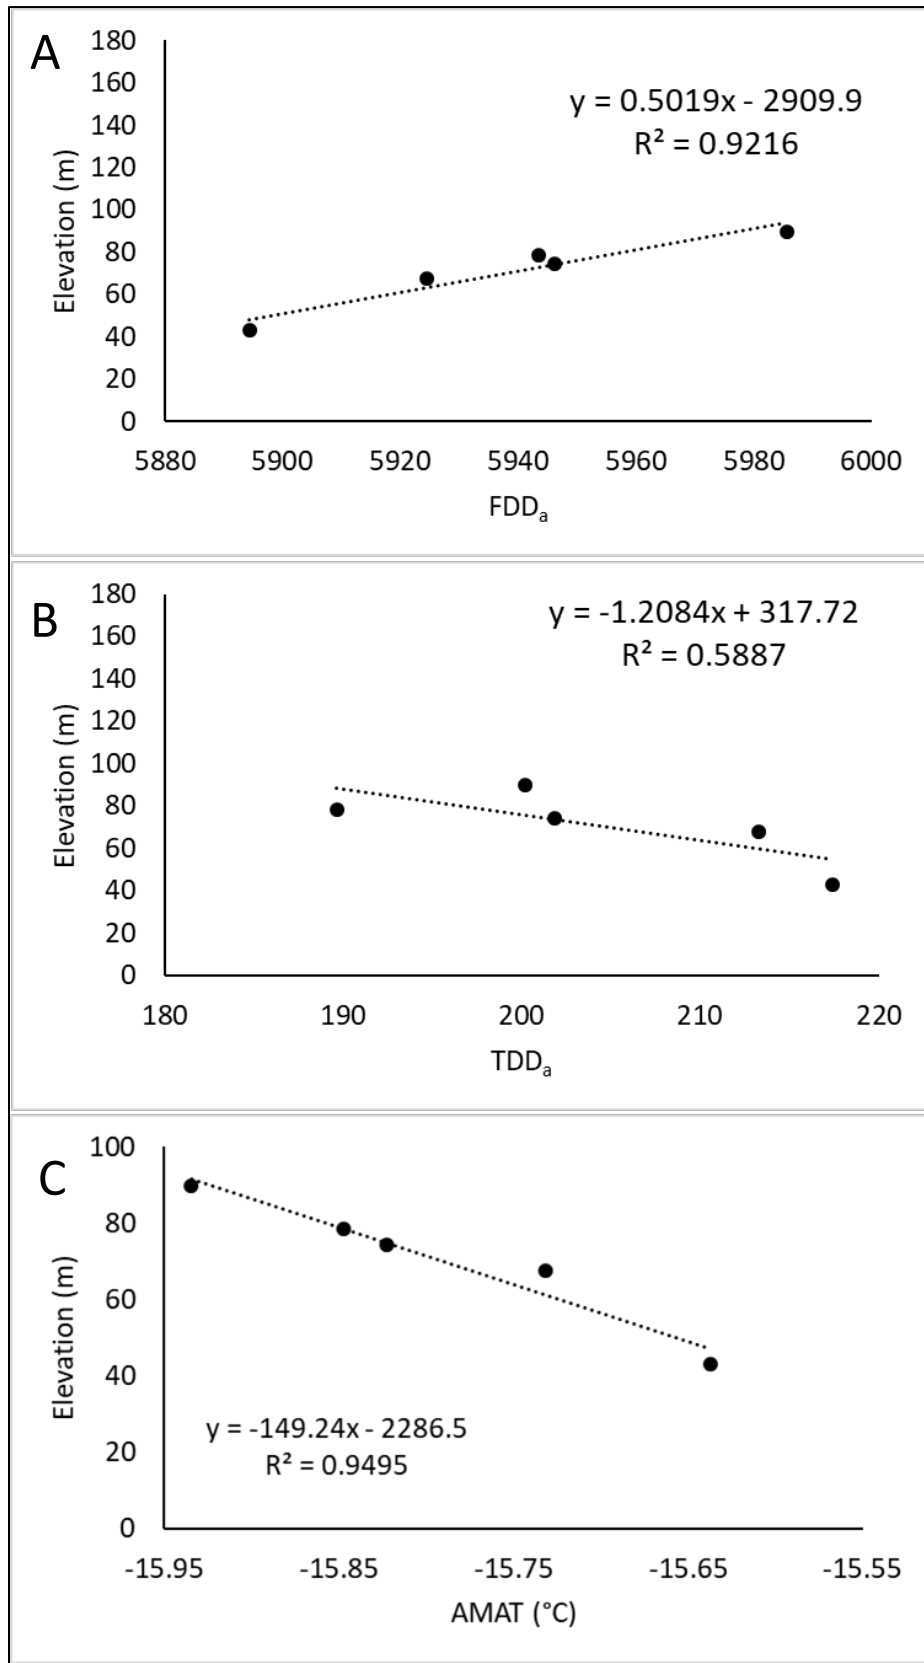 A
180
160
140
120
100
80
60
40
20
0
Elevation (m)
y = 0.5019x - 2909.9
R² = 0.9216
5880 5900 5920 5940 5960 5980 6000
FDDₐ
B
180
160
140
120
100
80
60
40
20
0
Elevation (m)
y = -1.2084x + 317.72
R² = 0.5887
180 190 200 210 220
TDDₐ
C
100
80
60
40
20
0
Elevation (m)
y = -149.24x - 2286.5
R² = 0.9495
-15.95 -15.85 -15.75 -15.65 -15.55
AMAT (°C)